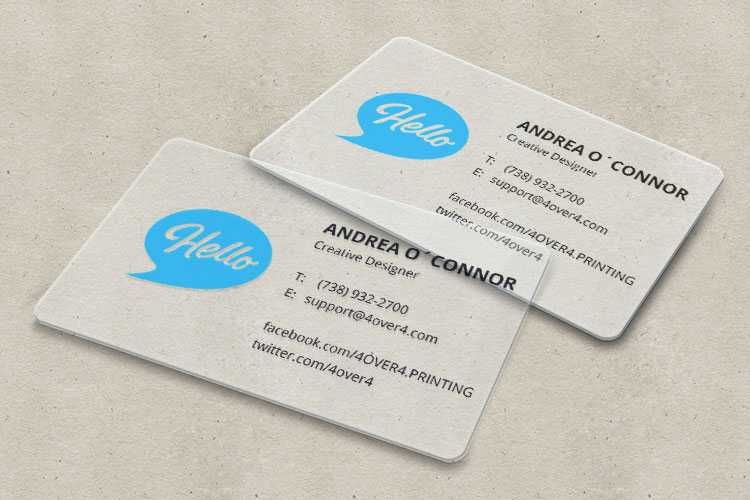 Hello
ANDREA O´CONNOR
Creative Designer
T: (738) 932-2700
E: support@4over4.com
facebook.com/4OVER4.PRINTING
twitter.com/4over4
Hello
ANDREA O´CONNOR
Creative Designer
T: (738) 932-2700
E: support@4over4.com
facebook.com/4OVER4.PRINTING
twitter.com/4over4